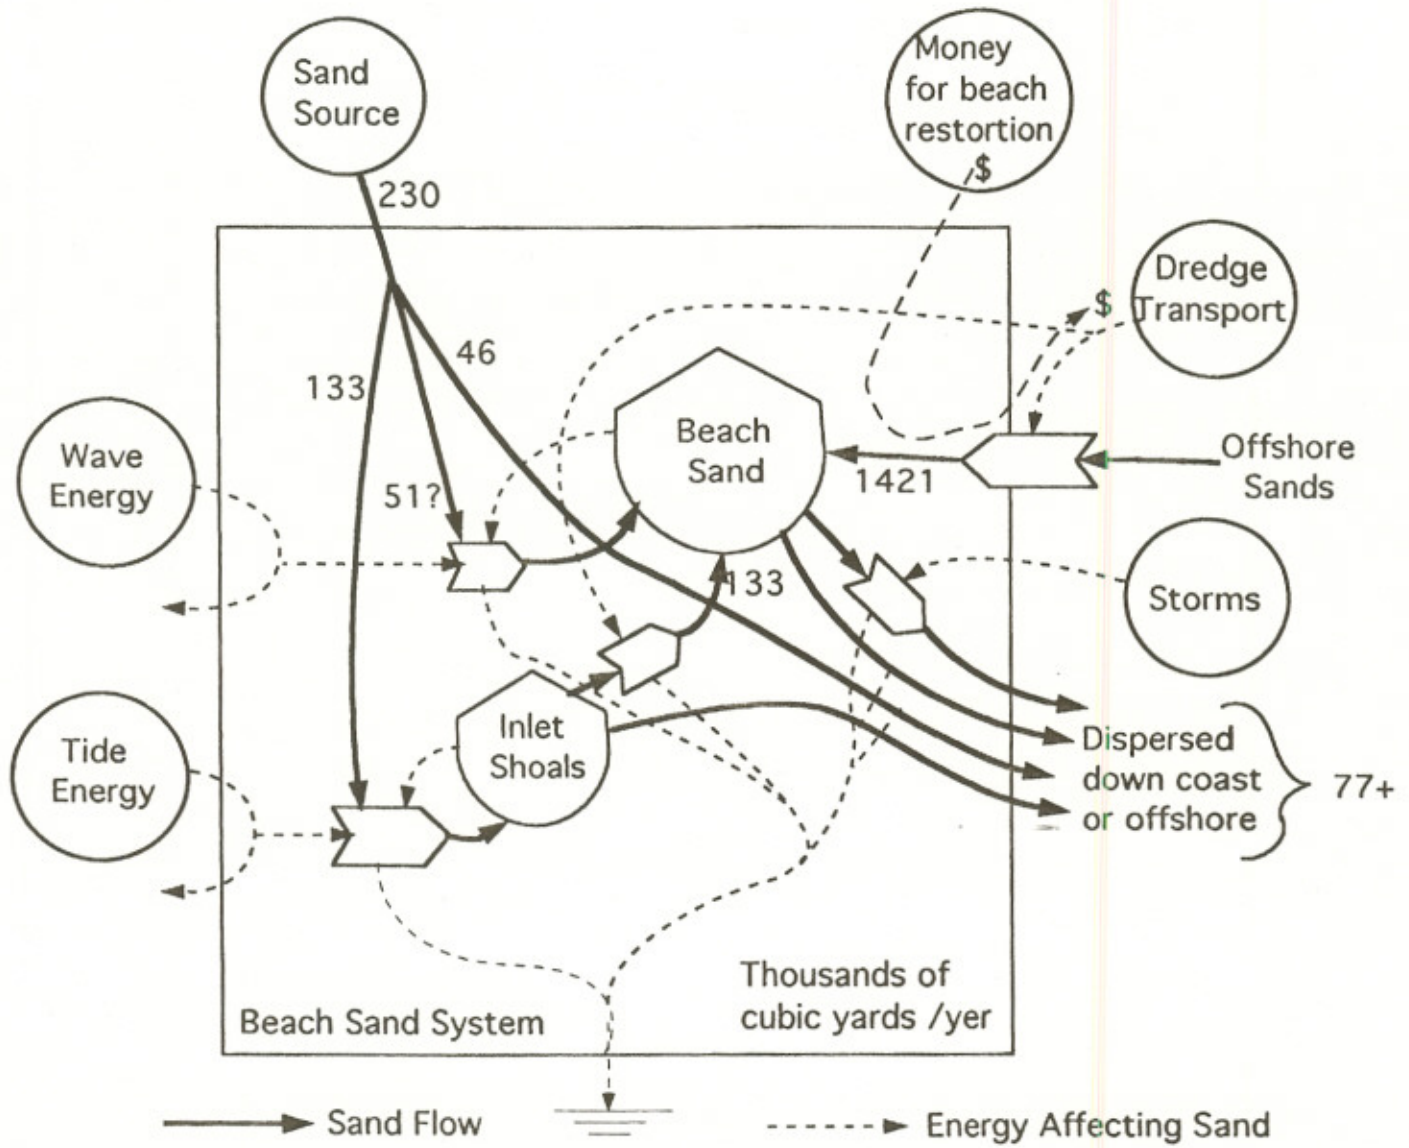 Sand
Source
Money
for beach
restortion
$
230
Dredge
Transport
$
46
133
Beach
Sand
Wave
Energy
Offshore
Sands
1421
51?
133
Storms
Inlet
Shoals
Tide
Energy
Dispersed
down coast
or offshore
77+
Thousands of
cubic yards /yer
Beach Sand System
Sand Flow
Energy Affecting Sand